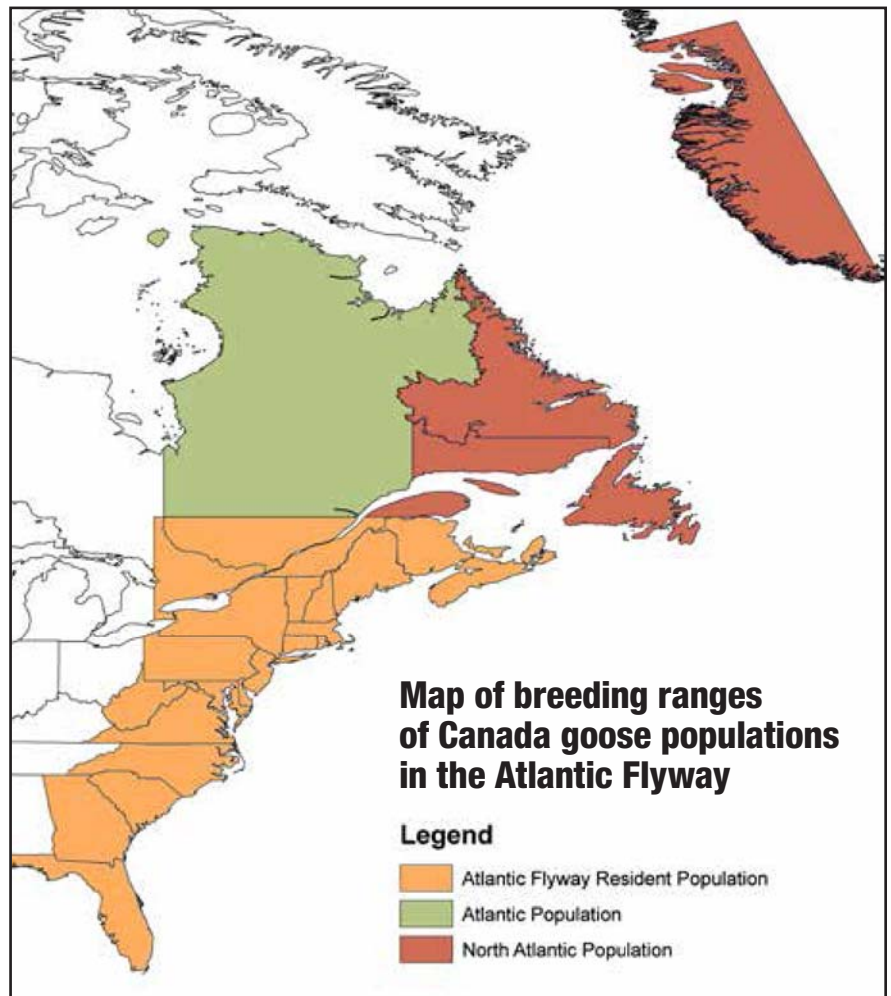 Map of breeding ranges
of Canada goose populations
in the Atlantic Flyway
Legend
Atlantic Flyway Resident Population
Atlantic Population
North Atlantic Population